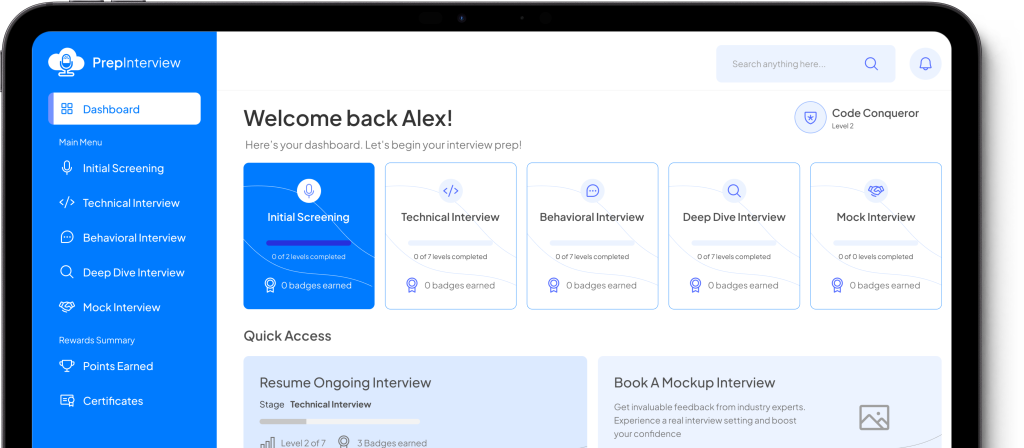 PrepInterview
Search anything here...
Dashboard
Main Menu
Initial Screening
Technical Interview
Behavioral Interview
Deep Dive Interview
Mock Interview
Rewards Summary
Points Earned
Certificates
Welcome back Alex!
Here's your dashboard. Let's begin your interview prep!
Code Conqueror
Level 2
Initial Screening
0 of 2 levels completed
0 badges earned
Technical Interview
0 of 7 levels completed
0 badges earned
Behavioral Interview
0 of 7 levels completed
0 badges earned
Deep Dive Interview
0 of 7 levels completed
0 badges earned
Mock Interview
0 of 0 levels completed
0 badges earned
Quick Access
Resume Ongoing Interview
Stage Technical Interview
Level 2 of 7 3 Badges earned
Book A Mockup Interview
Get invaluable feedback from industry experts.
Experience a real interview setting and boost
your confidence